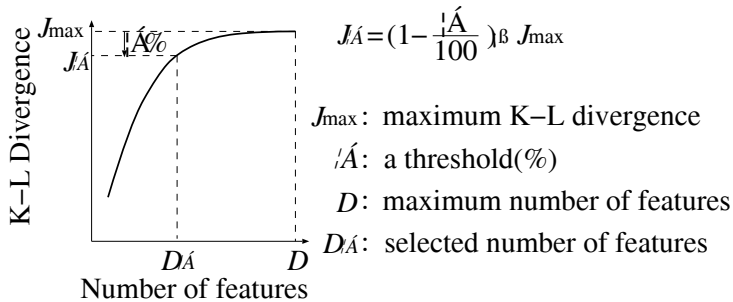 Jmax
¦Á%
J¦Á
K–L Divergence
D¦Á
D
Number of features
J¦Á=(1–¦Á/100)¡ß Jmax
Jmax: maximum K–L divergence
¦Á: a threshold(%)
D: maximum number of features
D¦Á: selected number of features